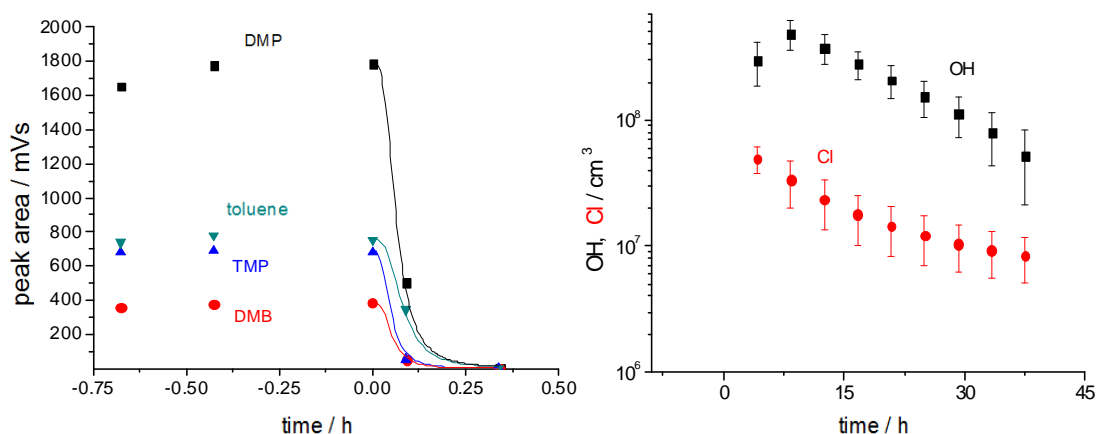 2000
1800
1600
1400
1200
1000
800
600
400
200
DMP
toluene
TMP
DMB
peak area / mVs
-0.75
-0.50
-0.25
0.00
0.25
0.50
time / h
10⁸
10⁷
10⁶
OH
Cl
OH, Cl / cm³
0
15
30
45
time / h